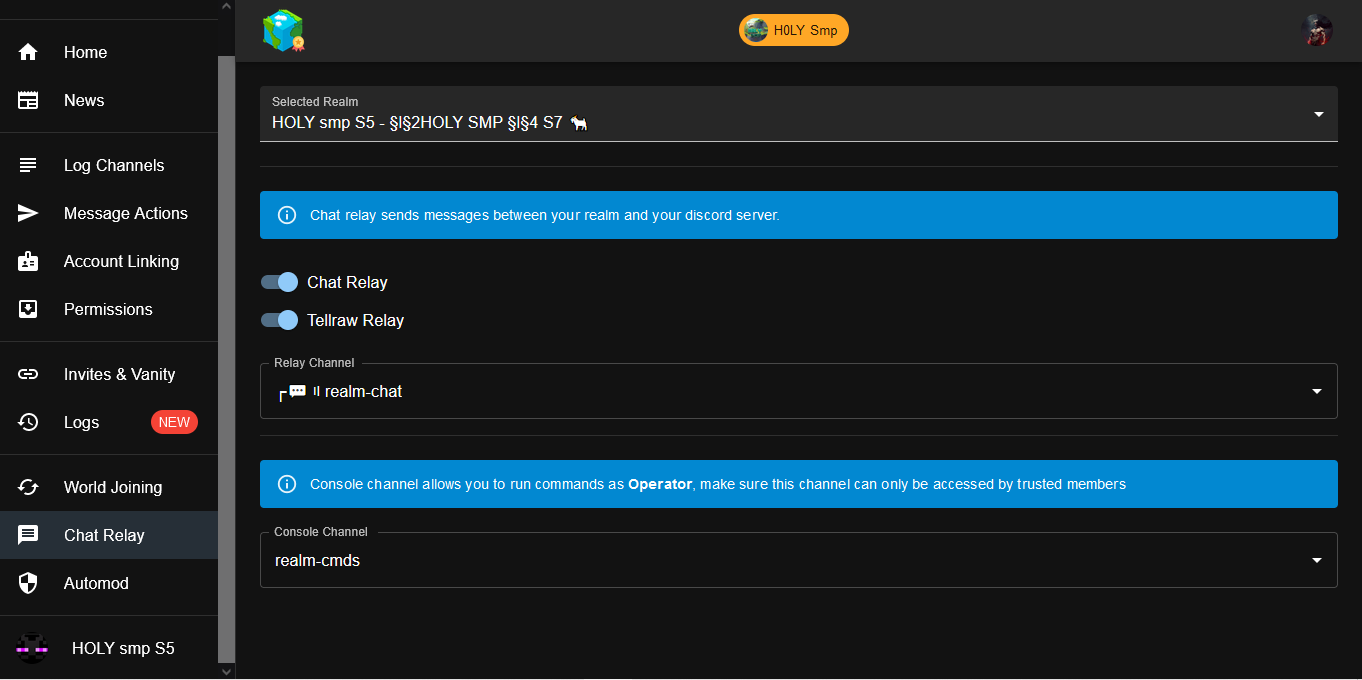 Home
News
Log Channels
Message Actions
Account Linking
Permissions
Invites & Vanity
Logs NEW
World Joining
Chat Relay
Automod
HOLY smp S5
H0LY Smp
Selected Realm
HOLY smp S5 - §l§2HOLY SMP §l§4 S7 🐐
Chat relay sends messages between your realm and your discord server.
Chat Relay
Tellraw Relay
Relay Channel
┌💬〢realm-chat
Console channel allows you to run commands as Operator, make sure this channel can only be accessed by trusted members
Console Channel
realm-cmds